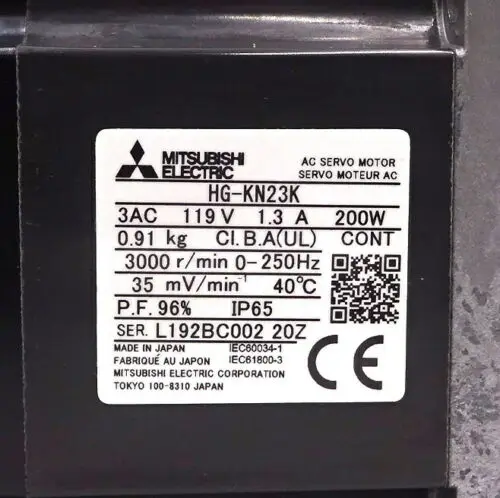 MITSUBISHI
ELECTRIC
AC SERVO MOTOR
SERVO MOTEUR AC
HG-KN23K
3AC 119 V 1.3 A 200W
0.91 kg Cl. B.A(UL) CONT
3000 r/min 0-250Hz
35 mV/min⁻¹ 40℃
P.F. 96% IP65
SER. L192BC002 20Z
MADE IN JAPAN IEC60034-1
FABRIQUÉ AU JAPON IEC61800-3
MITSUBISHI ELECTRIC CORPORATION
TOKYO 100-8310 JAPAN
CE